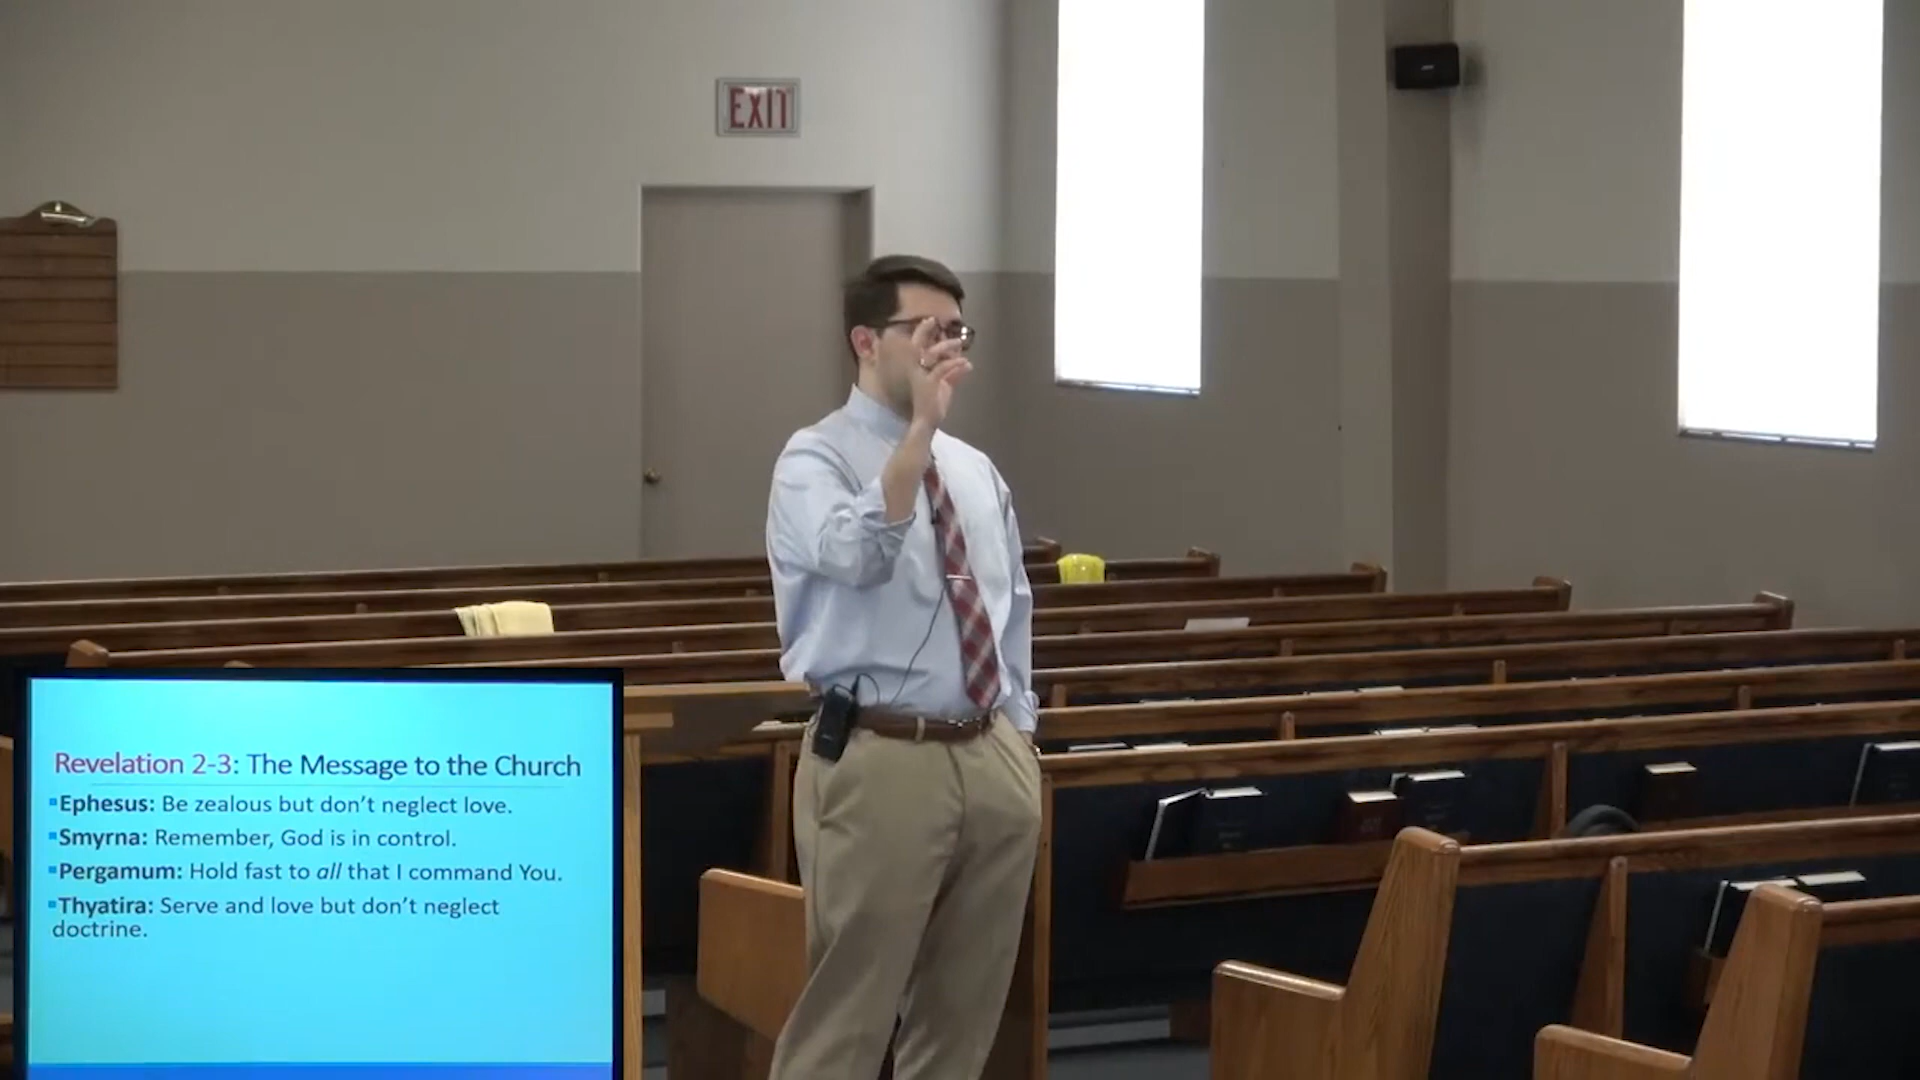 EXIT
Revelation 2-3: The Message to the Church
▪Ephesus: Be zealous but don't neglect love.
▪Smyrna: Remember, God is in control.
▪Pergamum: Hold fast to all that I command You.
▪Thyatira: Serve and love but don't neglect
doctrine.